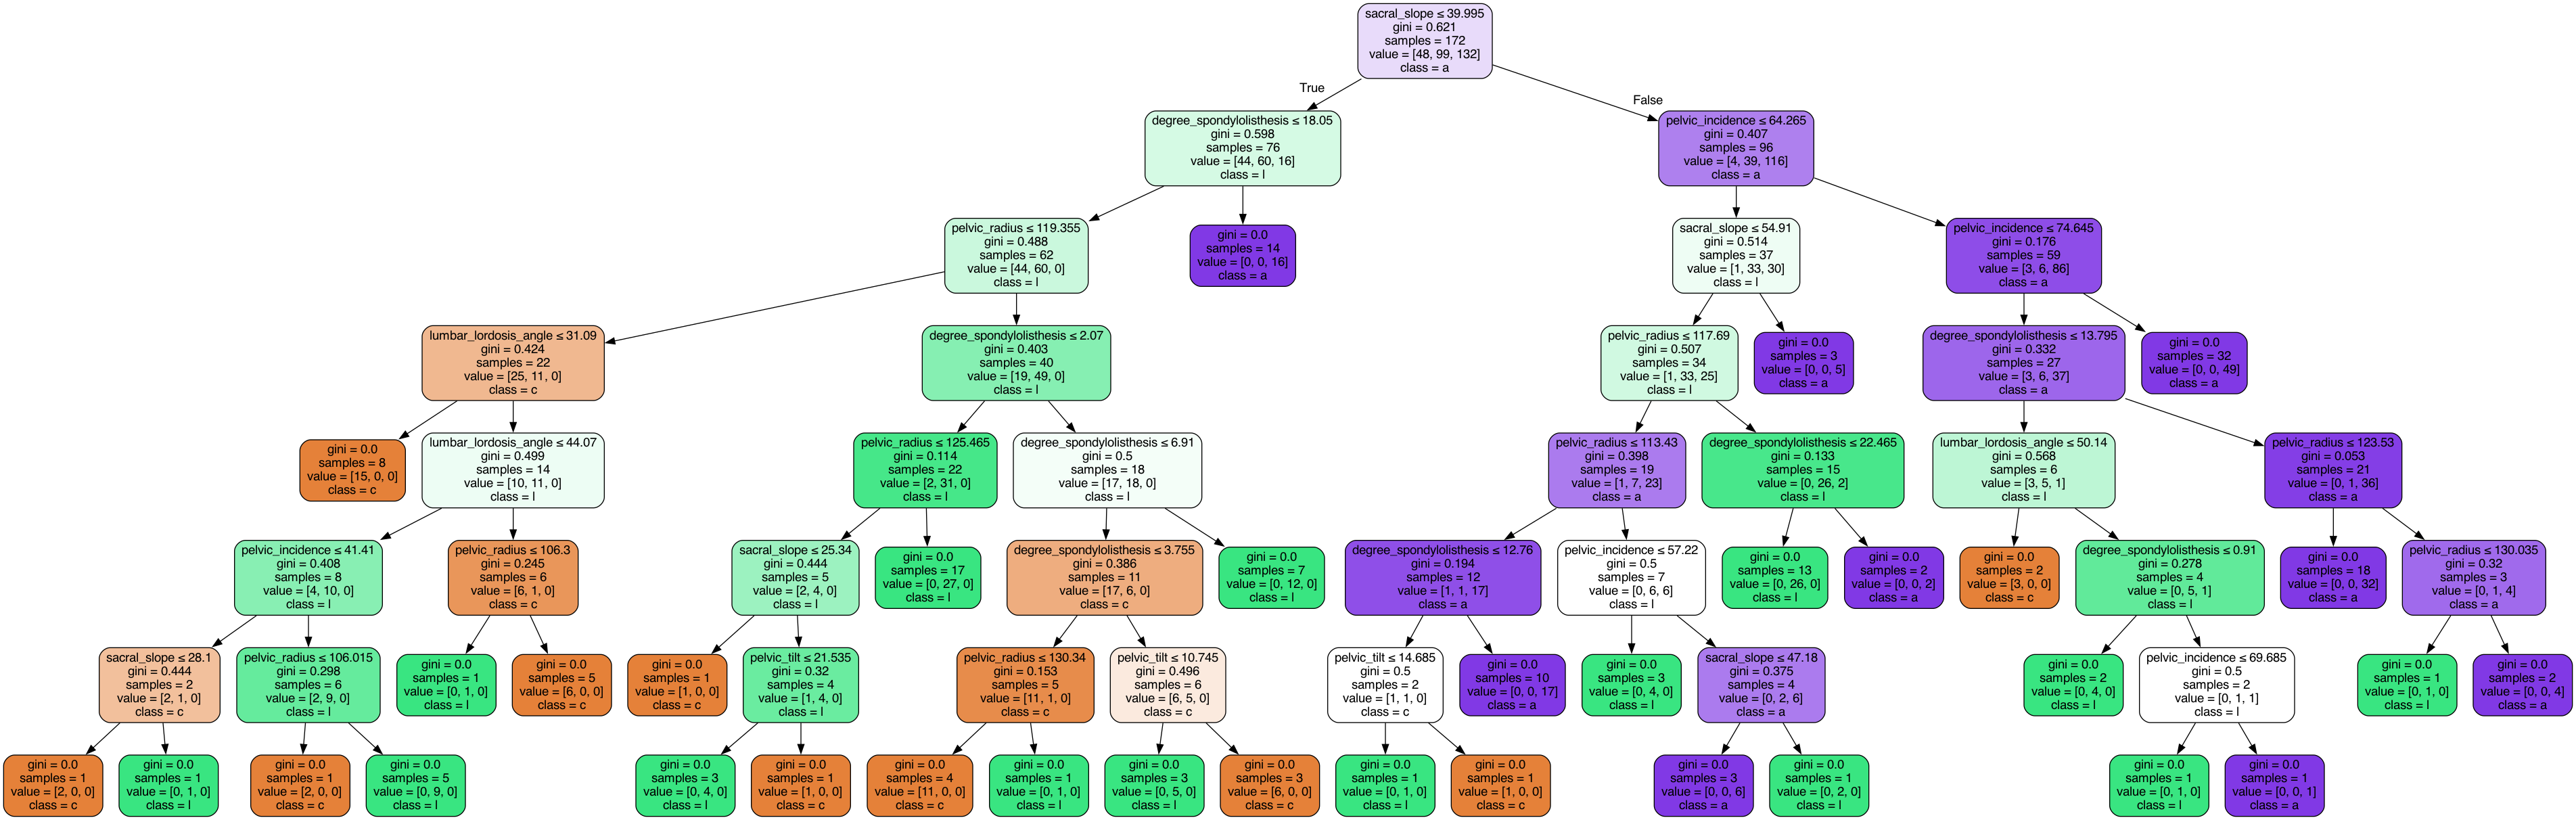 sacral_slope ≤ 39.995
gini = 0.621
samples = 172
value = [48, 99, 132]
class = a
True
False
degree_spondylolisthesis ≤ 18.05
gini = 0.598
samples = 76
value = [44, 60, 16]
class = l
pelvic_incidence ≤ 64.265
gini = 0.407
samples = 96
value = [4, 39, 116]
class = a
pelvic_radius ≤ 119.355
gini = 0.488
samples = 62
value = [44, 60, 0]
class = l
gini = 0.0
samples = 14
value = [0, 0, 16]
class = a
sacral_slope ≤ 54.91
gini = 0.514
samples = 37
value = [1, 33, 30]
class = l
pelvic_incidence ≤ 74.645
gini = 0.176
samples = 59
value = [3, 6, 86]
class = a
lumbar_lordosis_angle ≤ 31.09
gini = 0.424
samples = 22
value = [25, 11, 0]
class = c
degree_spondylolisthesis ≤ 2.07
gini = 0.403
samples = 40
value = [19, 49, 0]
class = l
pelvic_radius ≤ 117.69
gini = 0.507
samples = 34
value = [1, 33, 25]
class = l
gini = 0.0
samples = 3
value = [0, 0, 5]
class = a
degree_spondylolisthesis ≤ 13.795
gini = 0.332
samples = 27
value = [3, 6, 37]
class = a
gini = 0.0
samples = 32
value = [0, 0, 49]
class = a
gini = 0.0
samples = 8
value = [15, 0, 0]
class = c
lumbar_lordosis_angle ≤ 44.07
gini = 0.499
samples = 14
value = [10, 11, 0]
class = l
pelvic_radius ≤ 125.465
gini = 0.114
samples = 22
value = [2, 31, 0]
class = l
degree_spondylolisthesis ≤ 6.91
gini = 0.5
samples = 18
value = [17, 18, 0]
class = l
pelvic_radius ≤ 113.43
gini = 0.398
samples = 19
value = [1, 7, 23]
class = a
degree_spondylolisthesis ≤ 22.465
gini = 0.133
samples = 15
value = [0, 26, 2]
class = l
lumbar_lordosis_angle ≤ 50.14
gini = 0.568
samples = 6
value = [3, 5, 1]
class = l
pelvic_radius ≤ 123.53
gini = 0.053
samples = 21
value = [0, 1, 36]
class = a
pelvic_incidence ≤ 41.41
gini = 0.408
samples = 8
value = [4, 10, 0]
class = l
pelvic_radius ≤ 106.3
gini = 0.245
samples = 6
value = [6, 1, 0]
class = c
sacral_slope ≤ 25.34
gini = 0.444
samples = 5
value = [2, 4, 0]
class = l
gini = 0.0
samples = 17
value = [0, 27, 0]
class = l
degree_spondylolisthesis ≤ 3.755
gini = 0.386
samples = 11
value = [17, 6, 0]
class = c
gini = 0.0
samples = 7
value = [0, 12, 0]
class = l
degree_spondylolisthesis ≤ 12.76
gini = 0.194
samples = 12
value = [1, 1, 17]
class = a
pelvic_incidence ≤ 57.22
gini = 0.5
samples = 7
value = [0, 6, 6]
class = l
gini = 0.0
samples = 13
value = [0, 26, 0]
class = l
gini = 0.0
samples = 2
value = [0, 0, 2]
class = a
gini = 0.0
samples = 2
value = [3, 0, 0]
class = c
degree_spondylolisthesis ≤ 0.91
gini = 0.278
samples = 4
value = [0, 5, 1]
class = l
gini = 0.0
samples = 18
value = [0, 0, 32]
class = a
pelvic_radius ≤ 130.035
gini = 0.32
samples = 3
value = [0, 1, 4]
class = a
sacral_slope ≤ 28.1
gini = 0.444
samples = 2
value = [2, 1, 0]
class = c
pelvic_radius ≤ 106.015
gini = 0.298
samples = 6
value = [2, 9, 0]
class = l
gini = 0.0
samples = 1
value = [0, 1, 0]
class = l
gini = 0.0
samples = 5
value = [6, 0, 0]
class = c
gini = 0.0
samples = 1
value = [1, 0, 0]
class = c
pelvic_tilt ≤ 21.535
gini = 0.32
samples = 4
value = [1, 4, 0]
class = l
pelvic_radius ≤ 130.34
gini = 0.153
samples = 5
value = [11, 1, 0]
class = c
pelvic_tilt ≤ 10.745
gini = 0.496
samples = 6
value = [6, 5, 0]
class = c
pelvic_tilt ≤ 14.685
gini = 0.5
samples = 2
value = [1, 1, 0]
class = c
gini = 0.0
samples = 10
value = [0, 0, 17]
class = a
gini = 0.0
samples = 3
value = [0, 4, 0]
class = l
sacral_slope ≤ 47.18
gini = 0.375
samples = 4
value = [0, 2, 6]
class = a
gini = 0.0
samples = 2
value = [0, 4, 0]
class = l
pelvic_incidence ≤ 69.685
gini = 0.5
samples = 2
value = [0, 1, 1]
class = l
gini = 0.0
samples = 1
value = [0, 1, 0]
class = l
gini = 0.0
samples = 2
value = [0, 0, 4]
class = a
gini = 0.0
samples = 1
value = [2, 0, 0]
class = c
gini = 0.0
samples = 1
value = [0, 1, 0]
class = l
gini = 0.0
samples = 1
value = [2, 0, 0]
class = c
gini = 0.0
samples = 5
value = [0, 9, 0]
class = l
gini = 0.0
samples = 3
value = [0, 4, 0]
class = l
gini = 0.0
samples = 1
value = [1, 0, 0]
class = c
gini = 0.0
samples = 4
value = [11, 0, 0]
class = c
gini = 0.0
samples = 1
value = [0, 1, 0]
class = l
gini = 0.0
samples = 3
value = [0, 5, 0]
class = l
gini = 0.0
samples = 3
value = [6, 0, 0]
class = c
gini = 0.0
samples = 1
value = [0, 1, 0]
class = l
gini = 0.0
samples = 1
value = [1, 0, 0]
class = c
gini = 0.0
samples = 3
value = [0, 0, 6]
class = a
gini = 0.0
samples = 1
value = [0, 2, 0]
class = l
gini = 0.0
samples = 1
value = [0, 1, 0]
class = l
gini = 0.0
samples = 1
value = [0, 0, 1]
class = a